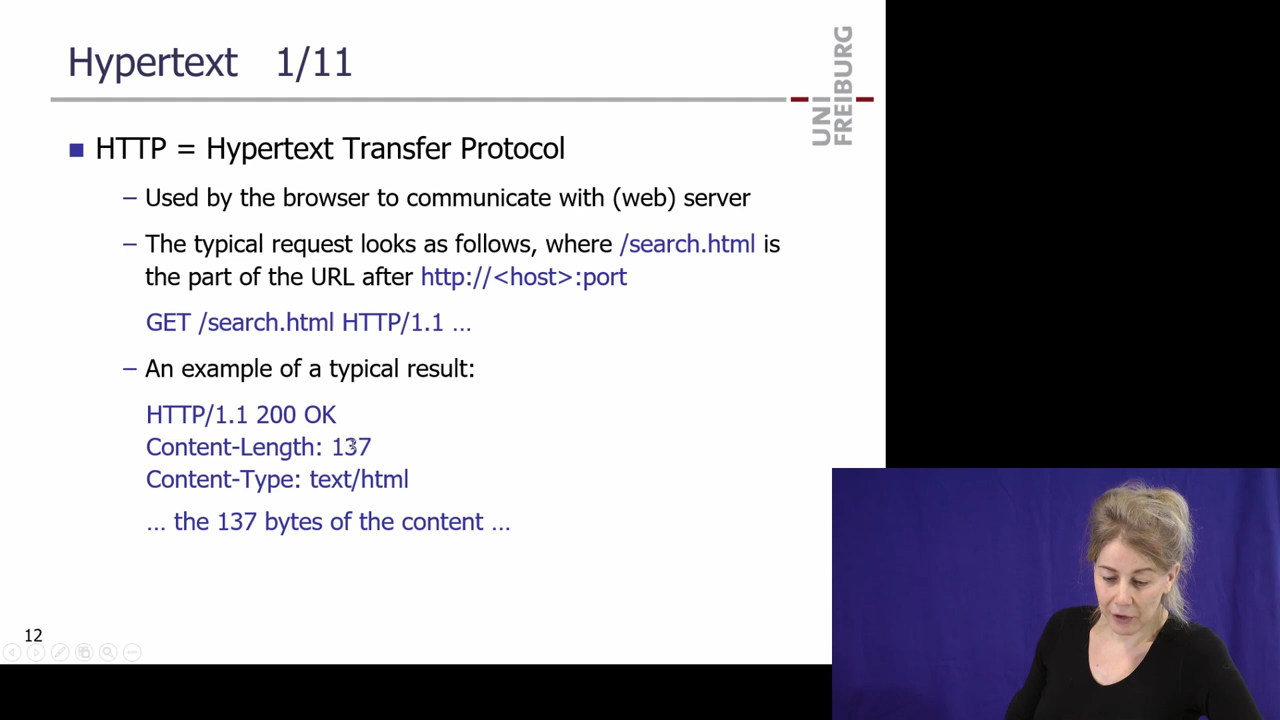 Hypertext 1/11
UNI
FREIBURG
■ HTTP = Hypertext Transfer Protocol
– Used by the browser to communicate with (web) server
– The typical request looks as follows, where /search.html is
the part of the URL after http://<host>:port
GET /search.html HTTP/1.1 …
– An example of a typical result:
HTTP/1.1 200 OK
Content-Length: 137
Content-Type: text/html
… the 137 bytes of the content …
12